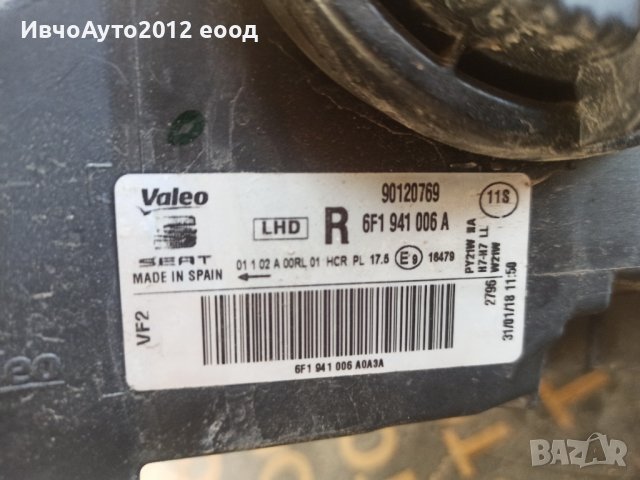 ИвчоАуто2012 еоод
Valeo
SEAT
MADE IN SPAIN
LHD
R
90120769
6F1 941 006 A
11S
01 1 02 A 00RL 01 HCR PL 17.5 E9 16479
PY21W BA
H7-H7 LL
2796 W21W
31/01/18 11:50
VF2
6F1 941 006 A0A3A
BAZAR